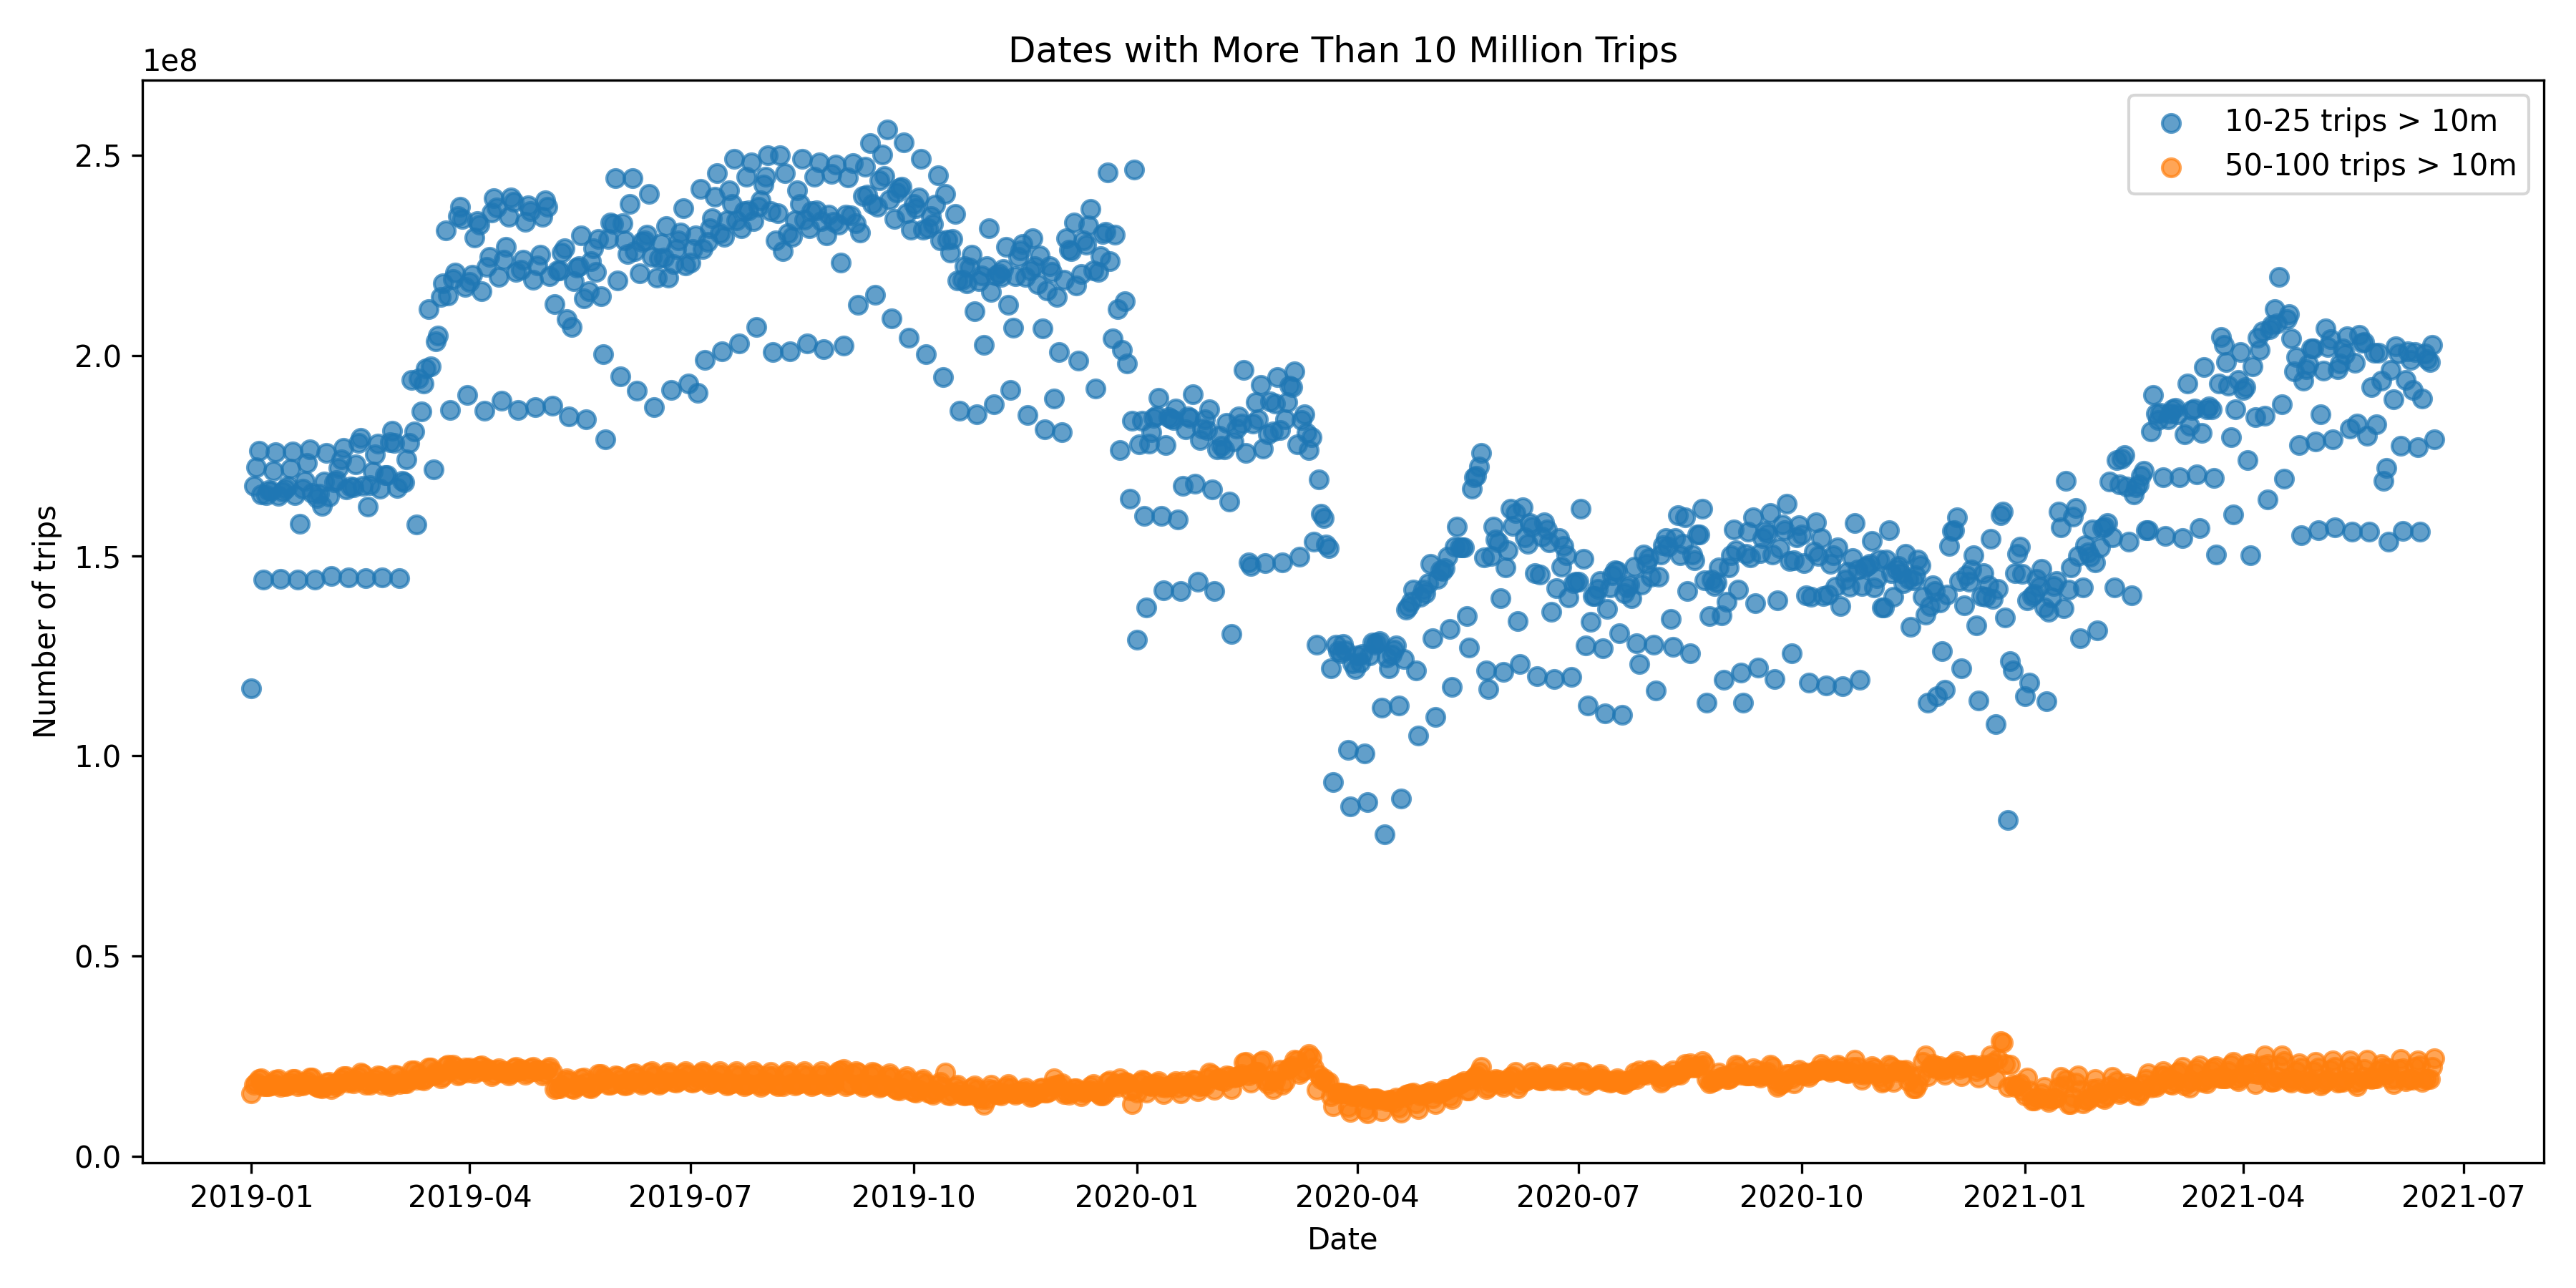 Dates with More Than 10 Million Trips
1e8
10-25 trips > 10m
50-100 trips > 10m
2.5
2.0
1.5
1.0
0.5
0.0
Number of trips
2019-01 2019-04 2019-07 2019-10 2020-01 2020-04 2020-07 2020-10 2021-01 2021-04 2021-07
Date